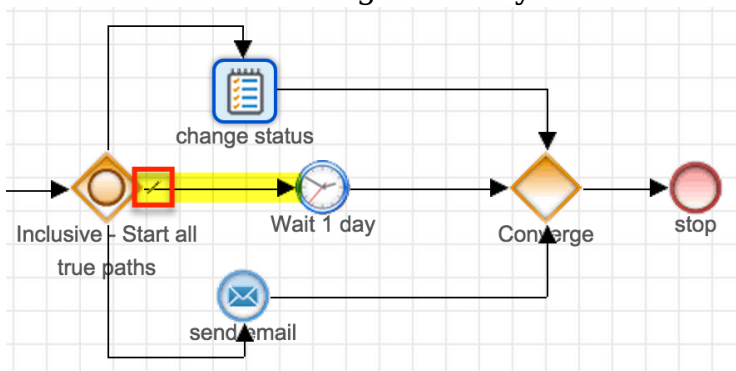 change status
Inclusive - Start all
true paths
Wait 1 day
Converge
stop
send email